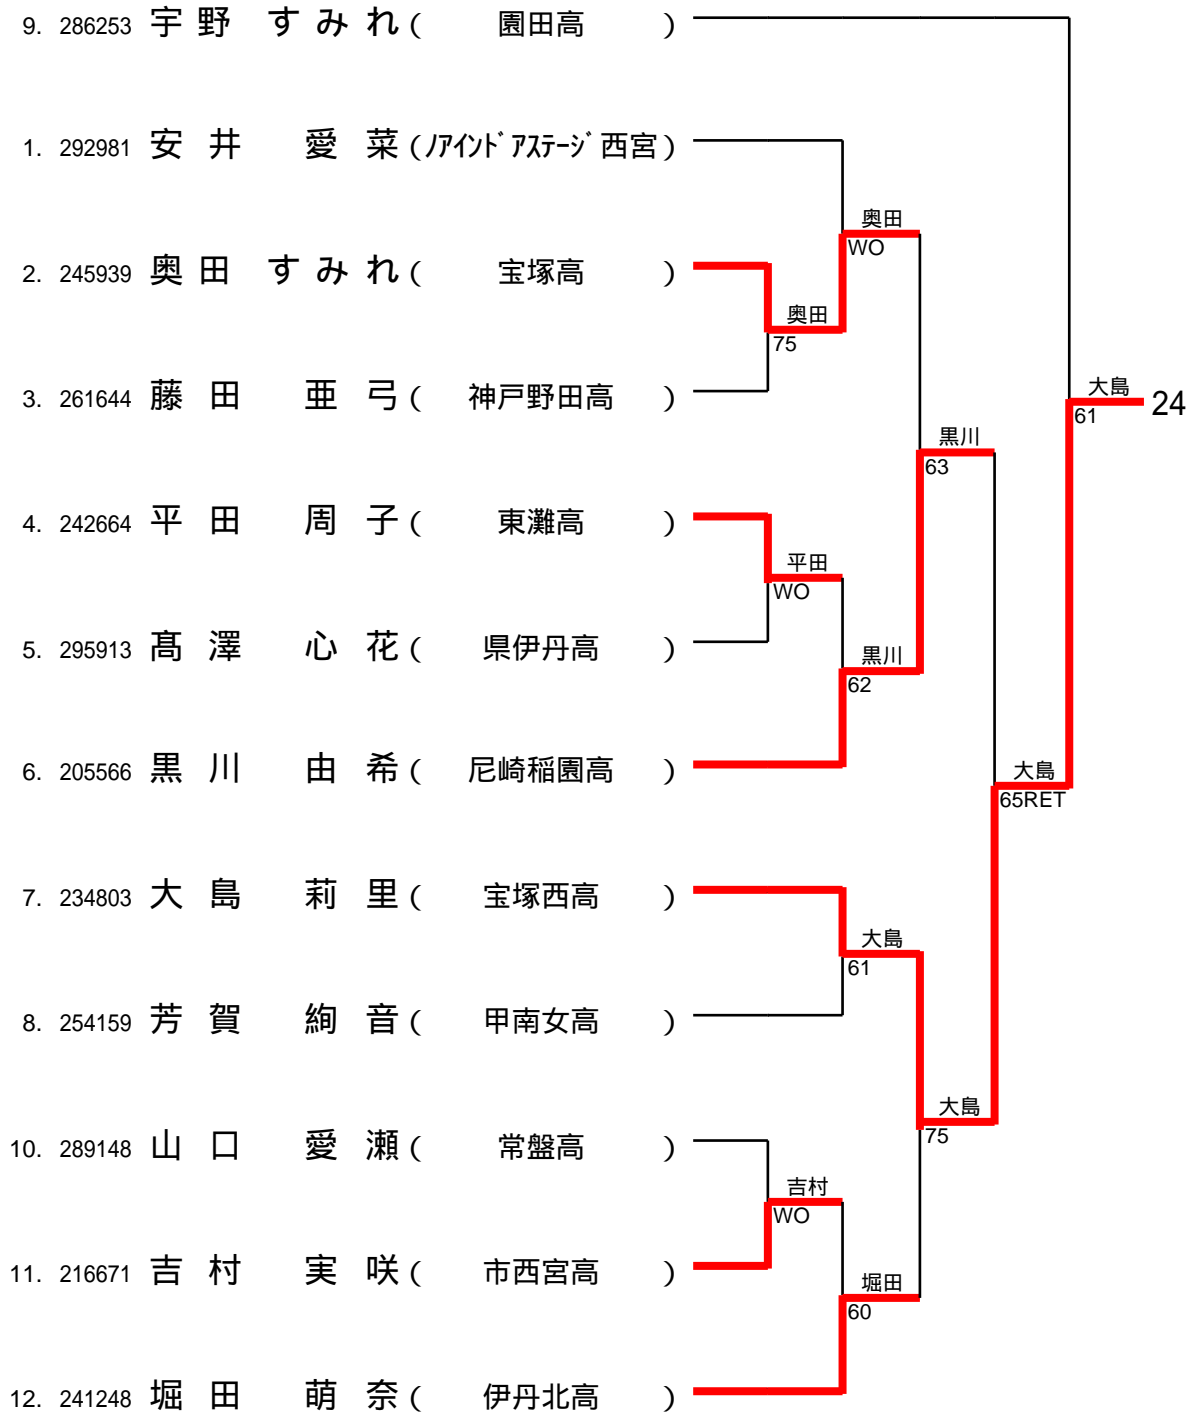 9. 286253 宇野 すみれ ( 園田高 )
1. 292981 安井 愛菜 (ﾉｱｲﾝﾄﾞｱｽﾃｰｼﾞ西宮)
奥田
WO
2. 245939 奥田 すみれ ( 宝塚高 )
奥田
75
3. 261644 藤田 亜弓 ( 神戸野田高 )
大島
61
24
黒川
63
4. 242664 平田 周子 ( 東灘高 )
平田
WO
5. 295913 髙澤 心花 ( 県伊丹高 )
黒川
62
6. 205566 黒川 由希 ( 尼崎稲園高 )
大島
65RET
7. 234803 大島 莉里 ( 宝塚西高 )
大島
61
8. 254159 芳賀 絢音 ( 甲南女高 )
大島
75
10. 289148 山口 愛瀬 ( 常盤高 )
吉村
WO
11. 216671 吉村 実咲 ( 市西宮高 )
堀田
60
12. 241248 堀田 萌奈 ( 伊丹北高 )